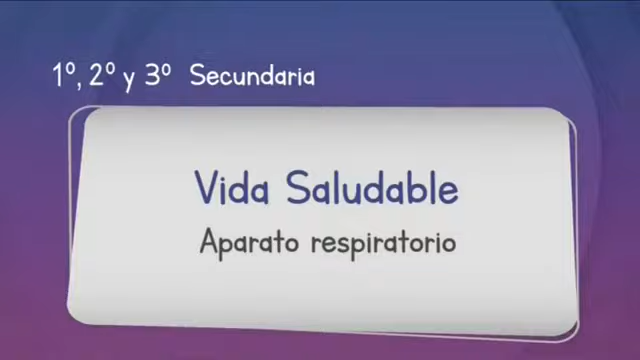 1º, 2º y 3º Secundaria
Vida Saludable
Aparato respiratorio